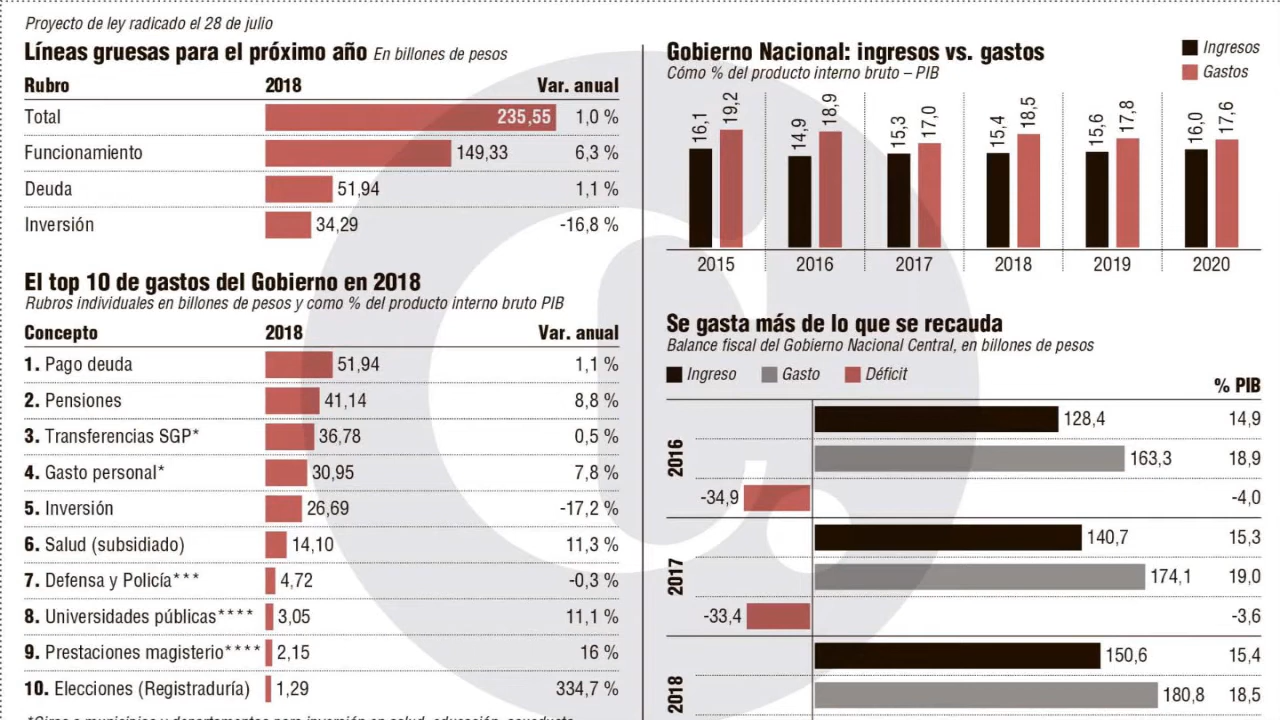 Proyecto de ley radicado el 28 de julio
Líneas gruesas para el próximo año En billones de pesos
Rubro 2018 Var. anual
Total 235,55 1,0 %
Funcionamiento 149,33 6,3 %
Deuda 51,94 1,1 %
Inversión 34,29 -16,8 %
El top 10 de gastos del Gobierno en 2018
Rubros individuales en billones de pesos y como % del producto interno bruto PIB
Concepto 2018 Var. anual
1. Pago deuda 51,94 1,1 %
2. Pensiones 41,14 8,8 %
3. Transferencias SGP* 36,78 0,5 %
4. Gasto personal* 30,95 7,8 %
5. Inversión 26,69 -17,2 %
6. Salud (subsidiado) 14,10 11,3 %
7. Defensa y Policía*** 4,72 -0,3 %
8. Universidades públicas**** 3,05 11,1 %
9. Prestaciones magisterio**** 2,15 16 %
10. Elecciones (Registraduría) 1,29 334,7 %
Gobierno Nacional: ingresos vs. gastos
Cómo % del producto interno bruto – PIB
Ingresos
Gastos
16,1 19,2 14,9 18,9 15,3 17,0 15,4 18,5 15,6 17,8 16,0 17,6
2015 2016 2017 2018 2019 2020
Se gasta más de lo que se recauda
Balance fiscal del Gobierno Nacional Central, en billones de pesos
Ingreso Gasto Déficit
% PIB
2016
128,4 14,9
163,3 18,9
-34,9 -4,0
2017
140,7 15,3
174,1 19,0
-33,4 -3,6
2018
150,6 15,4
180,8 18,5